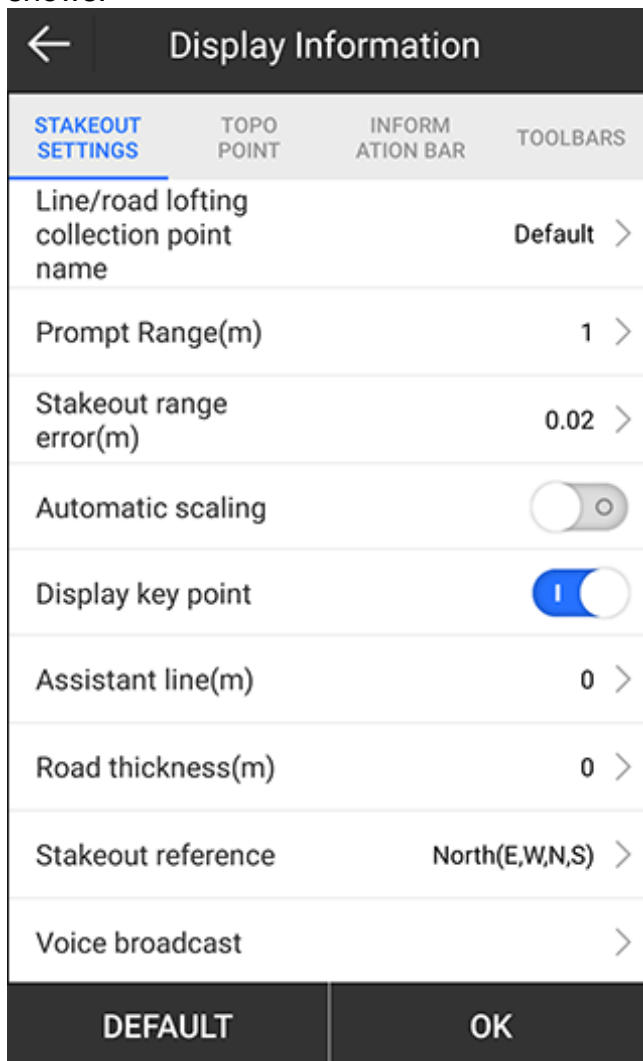 Display Information
STAKEOUT SETTINGS
TOPO POINT
INFORM ATION BAR
TOOLBARS
Line/road lofting
collection point
name
Default
Prompt Range(m)
1
Stakeout range
error(m)
0.02
Automatic scaling
Display key point
Assistant line(m)
0
Road thickness(m)
0
Stakeout reference
North(E,W,N,S)
Voice broadcast
DEFAULT
OK